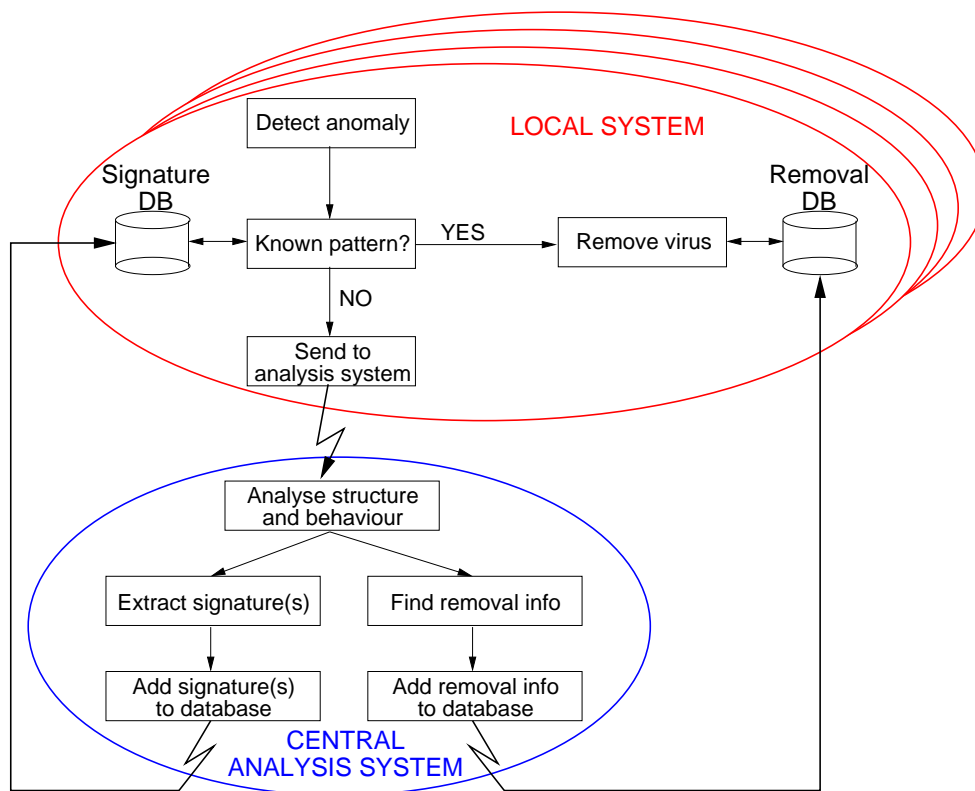 Detect anomaly
LOCAL SYSTEM
Signature
DB
Removal
DB
Known pattern?
YES
Remove virus
NO
Send to
analysis system
Analyse structure
and behaviour
Extract signature(s)
Find removal info
Add signature(s)
to database
Add removal info
to database
CENTRAL
ANALYSIS SYSTEM